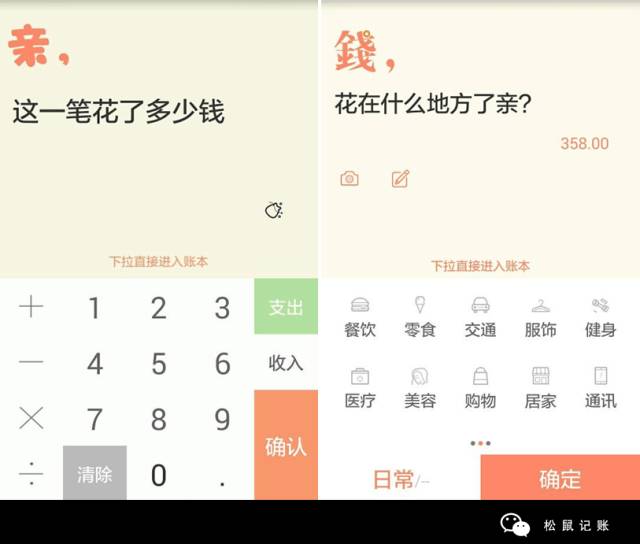 亲，
这一笔花了多少钱
下拉直接进入账本
＋ 1 2 3 支出
－ 4 5 6 收入
× 7 8 9 确认
÷ 清除 0 .
錢，
花在什么地方了亲?
358.00
下拉直接进入账本
餐饮 零食 交通 服饰 健身
医疗 美容 购物 居家 通讯
日常/--
确定
松鼠记账